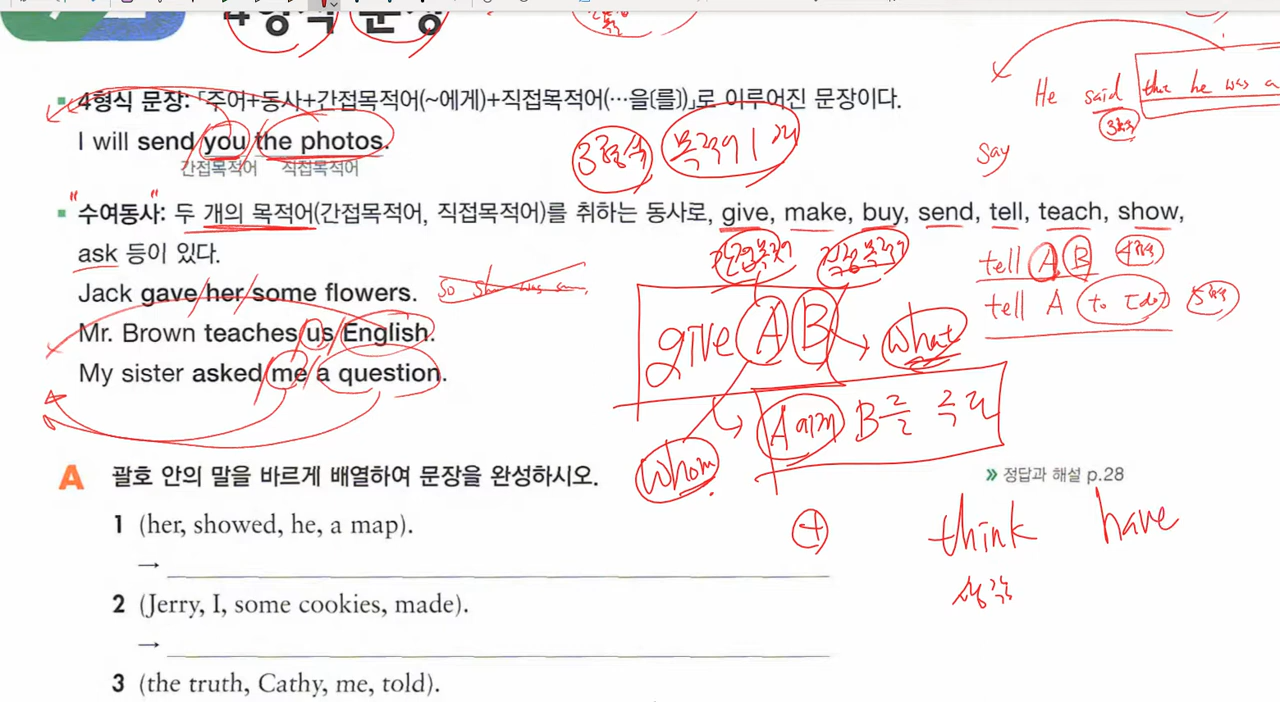 4형식 문장
■ 4형식 문장: 「주어+동사+간접목적어(~에게)+직접목적어(…을[를])」로 이루어진 문장이다.
I will send you the photos.
간접목적어 직접목적어
3형식 목적어 1개
He said that he was a
3형식
say
■ "수여동사": 두 개의 목적어(간접목적어, 직접목적어)를 취하는 동사로, give, make, buy, send, tell, teach, show,
ask 등이 있다.
간접목적어 직접목적어
tell A B 4형식
tell A to [do] 5형식
Jack gave her some flowers.
Mr. Brown teaches us English.
My sister asked me a question.
give A B what
A에게 B를 주다
whom
A 괄호 안의 말을 바르게 배열하여 문장을 완성하시오.
» 정답과 해설 p.28
1 (her, showed, he, a map).
→
+
think have
생각
2 (Jerry, I, some cookies, made).
→
3 (the truth, Cathy, me, told).